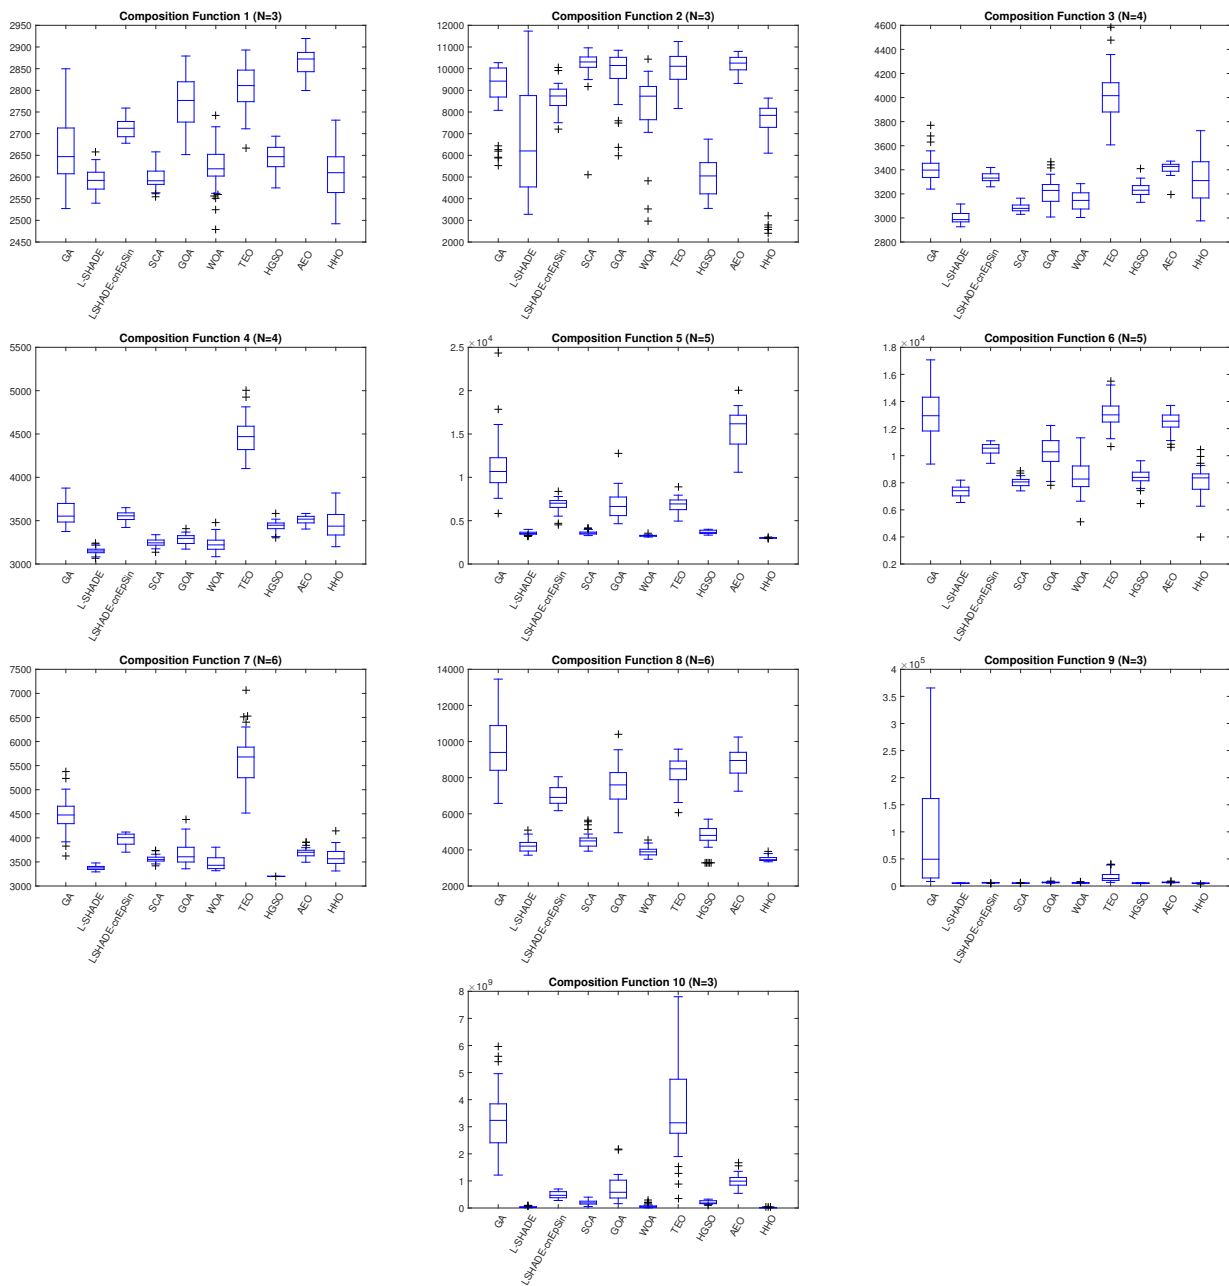 Composition Function 1 (N=3)
2950
2900
2850
2800
2750
2700
2650
2600
2550
2500
2450
GA
L-SHADE
LSHADE-cnEpSin
SCA
GOA
WOA
TEO
HGSO
AEO
HHO
Composition Function 2 (N=3)
12000
11000
10000
9000
8000
7000
6000
5000
4000
3000
2000
GA
L-SHADE
LSHADE-cnEpSin
SCA
GOA
WOA
TEO
HGSO
AEO
HHO
Composition Function 3 (N=4)
4600
4400
4200
4000
3800
3600
3400
3200
3000
2800
GA
L-SHADE
LSHADE-cnEpSin
SCA
GOA
WOA
TEO
HGSO
AEO
HHO
Composition Function 4 (N=4)
5500
5000
4500
4000
3500
3000
GA
L-SHADE
LSHADE-cnEpSin
SCA
GOA
WOA
TEO
HGSO
AEO
HHO
Composition Function 5 (N=5)
×10⁴
2.5
2
1.5
1
0.5
0
GA
L-SHADE
LSHADE-cnEpSin
SCA
GOA
WOA
TEO
HGSO
AEO
HHO
Composition Function 6 (N=5)
×10⁴
1.8
1.6
1.4
1.2
1
0.8
0.6
0.4
0.2
GA
L-SHADE
LSHADE-cnEpSin
SCA
GOA
WOA
TEO
HGSO
AEO
HHO
Composition Function 7 (N=6)
7500
7000
6500
6000
5500
5000
4500
4000
3500
3000
GA
L-SHADE
LSHADE-cnEpSin
SCA
GOA
WOA
TEO
HGSO
AEO
HHO
Composition Function 8 (N=6)
14000
12000
10000
8000
6000
4000
2000
GA
L-SHADE
LSHADE-cnEpSin
SCA
GOA
WOA
TEO
HGSO
AEO
HHO
Composition Function 9 (N=3)
×10⁵
4
3.5
3
2.5
2
1.5
1
0.5
0
GA
L-SHADE
LSHADE-cnEpSin
SCA
GOA
WOA
TEO
HGSO
AEO
HHO
Composition Function 10 (N=3)
×10⁹
8
7
6
5
4
3
2
1
0
GA
L-SHADE
LSHADE-cnEpSin
SCA
GOA
WOA
TEO
HGSO
AEO
HHO